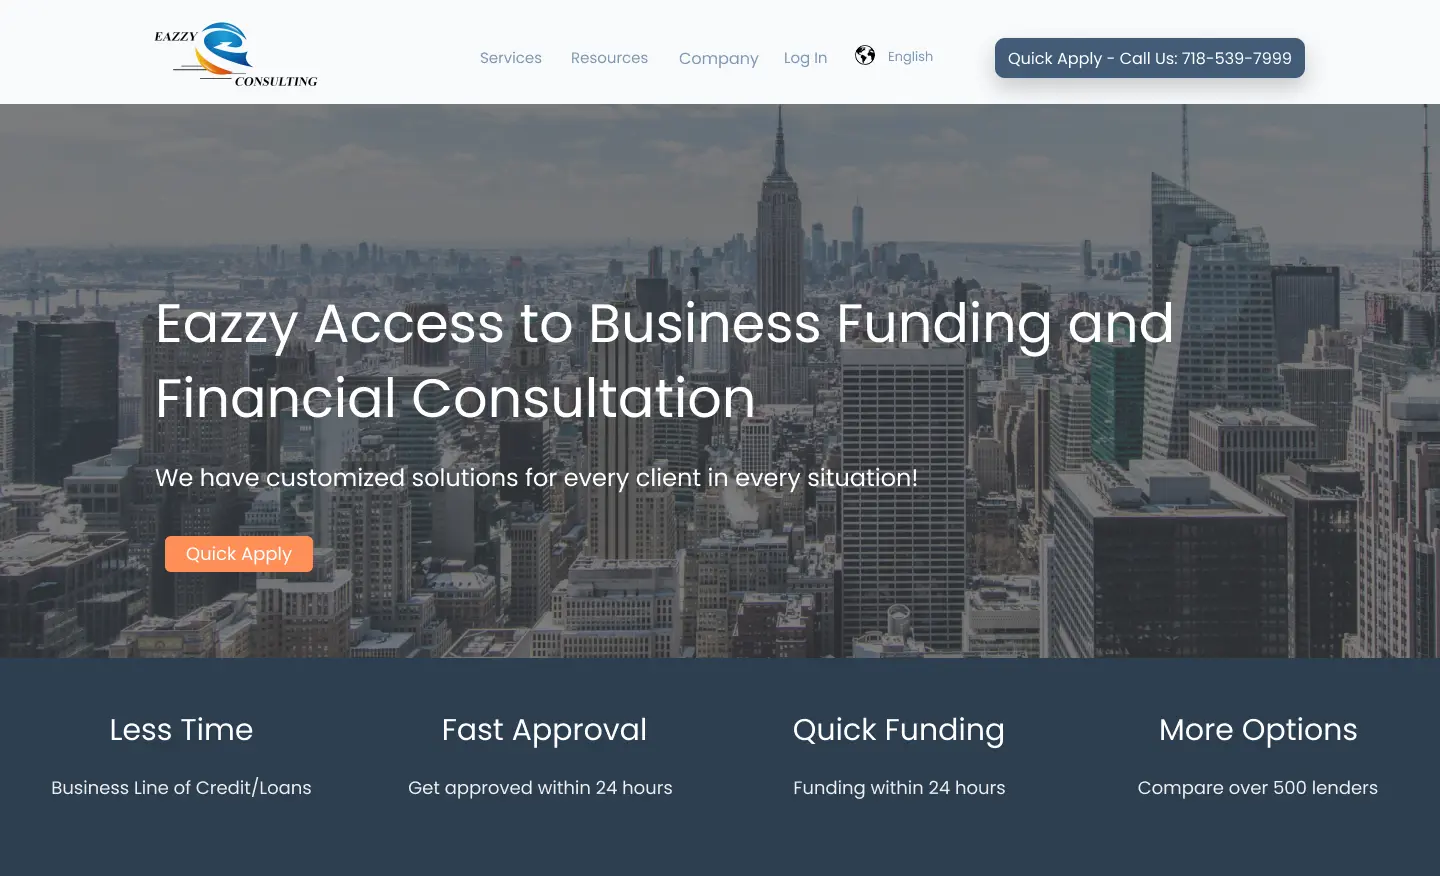 EAZZY
CONSULTING
Services
Resources
Company
Log In
English
Quick Apply - Call Us: 718-539-7999
Eazzy Access to Business Funding and
Financial Consultation
We have customized solutions for every client in every situation!
Quick Apply
Less Time
Business Line of Credit/Loans
Fast Approval
Get approved within 24 hours
Quick Funding
Funding within 24 hours
More Options
Compare over 500 lenders